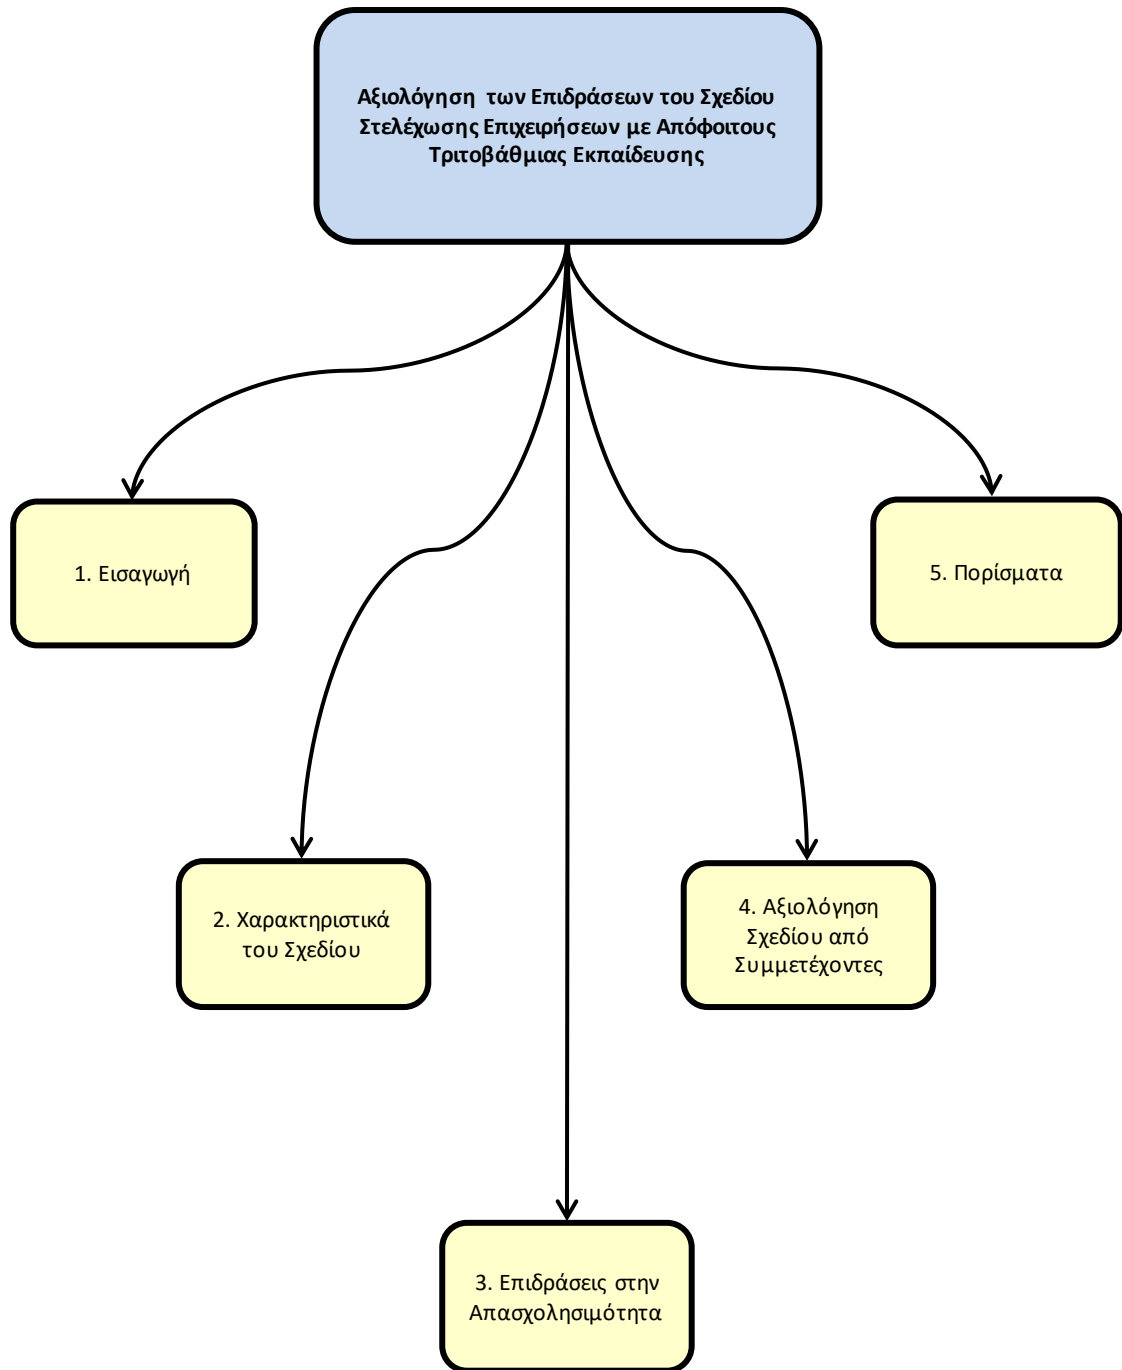 Αξιολόγηση των Επιδράσεων του Σχεδίου
Στελέχωσης Επιχειρήσεων με Απόφοιτους
Τριτοβάθμιας Εκπαίδευσης
1. Εισαγωγή
2. Χαρακτηριστικά
του Σχεδίου
3. Επιδράσεις στην
Απασχολησιμότητα
4. Αξιολόγηση
Σχεδίου από
Συμμετέχοντες
5. Πορίσματα